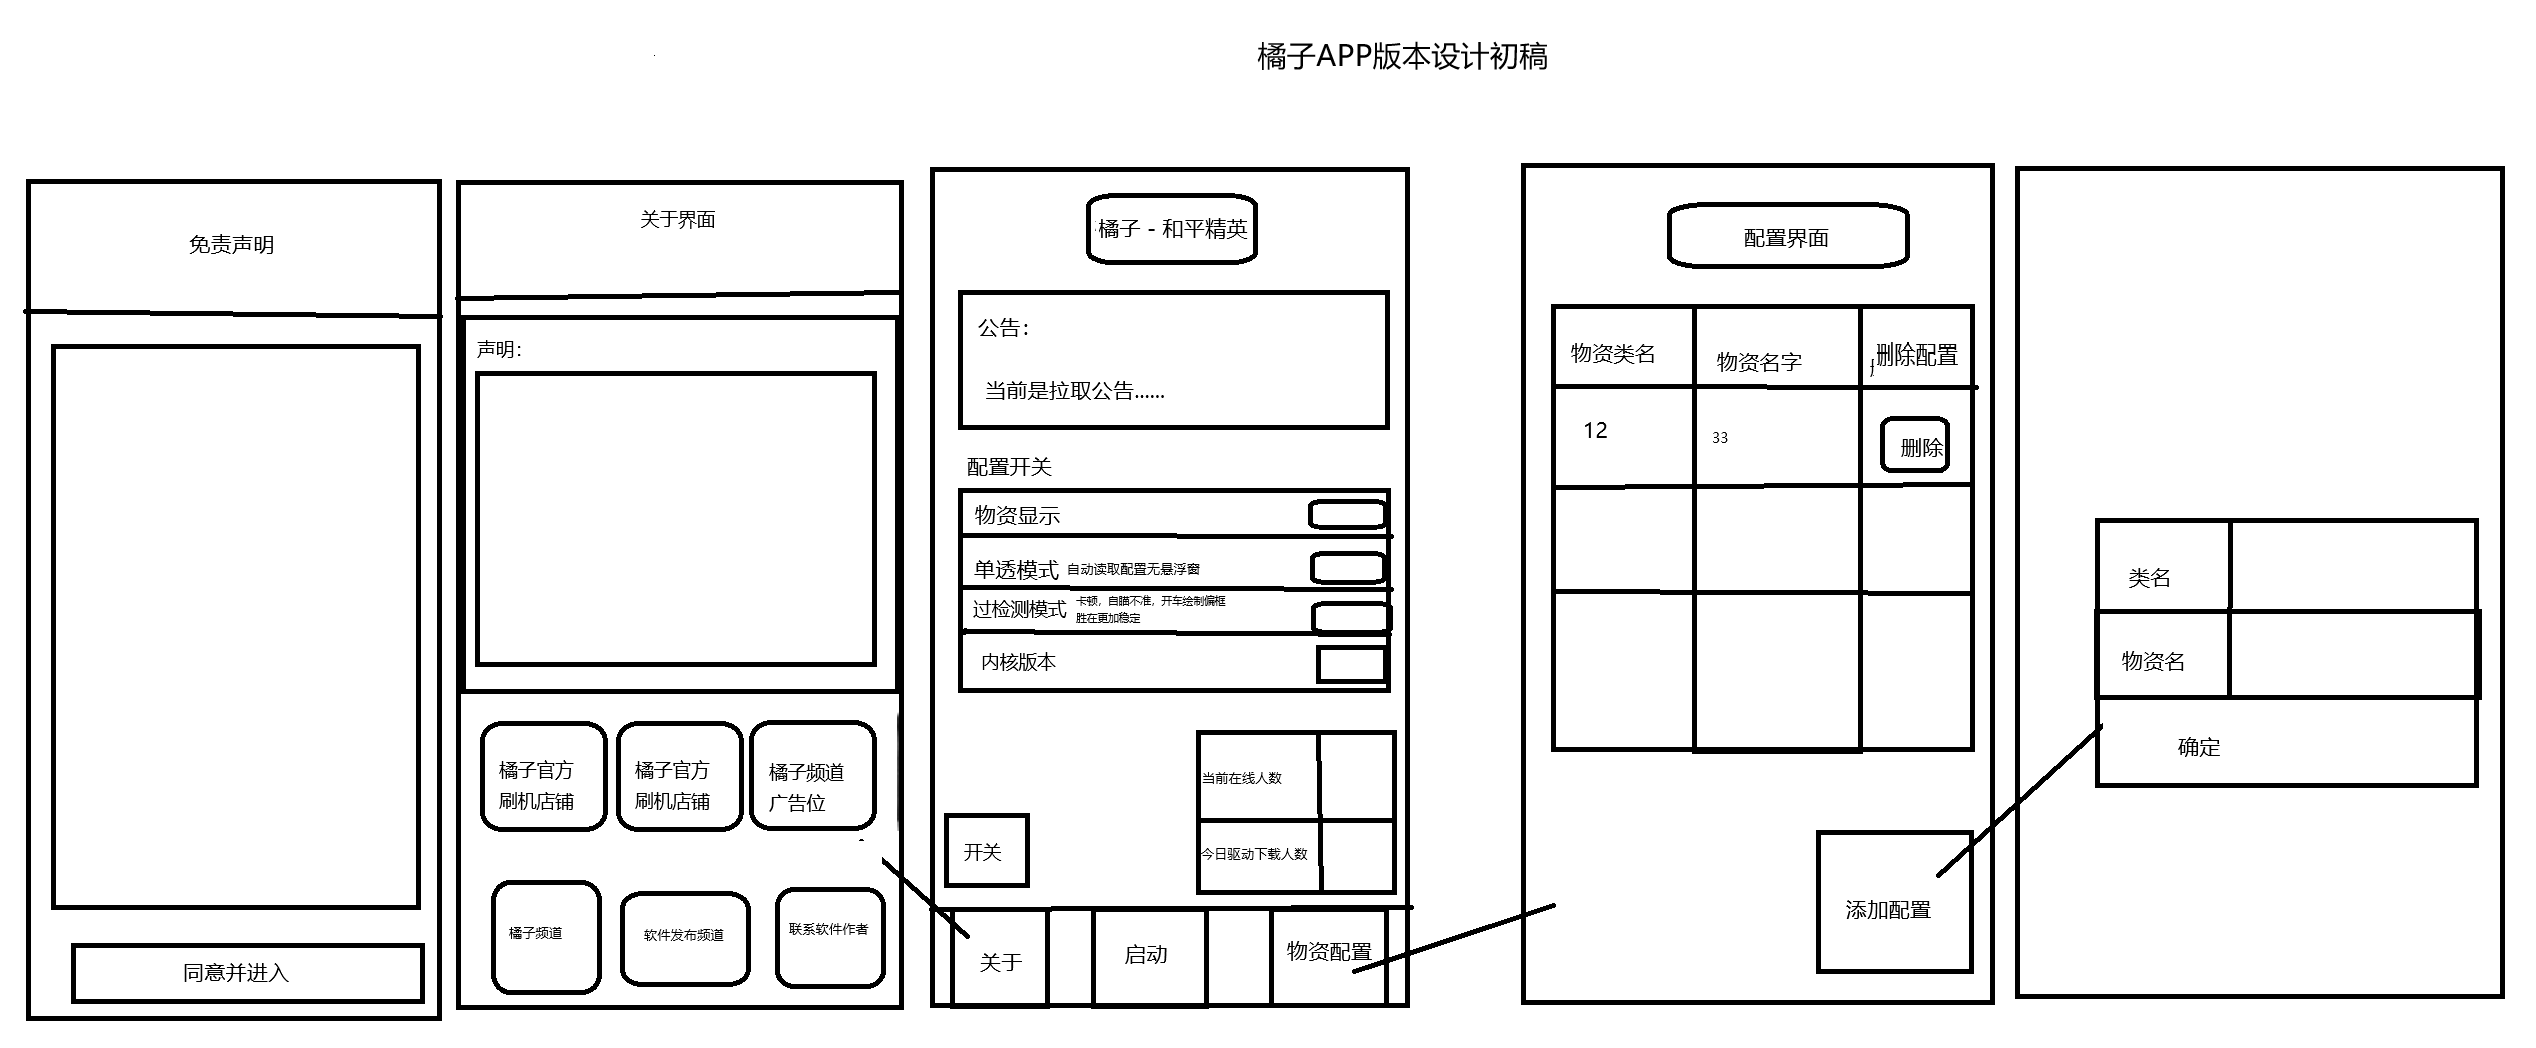 橘子APP版本设计初稿
免责声明
同意并进入
关于界面
声明：
橘子官方
刷机店铺
橘子官方
刷机店铺
橘子频道
广告位
橘子频道
软件发布频道
联系软件作者
橘子 - 和平精英
公告：
当前是拉取公告......
配置开关
物资显示
单透模式 自动读取配置无悬浮窗
过检测模式 卡顿，自瞄不准，开车绘制偏框
胜在更加稳定
内核版本
当前在线人数
今日驱动下载人数
开关
关于
启动
物资配置
配置界面
物资类名 物资名字 删除配置
12 33 删除
添加配置
类名
物资名
确定